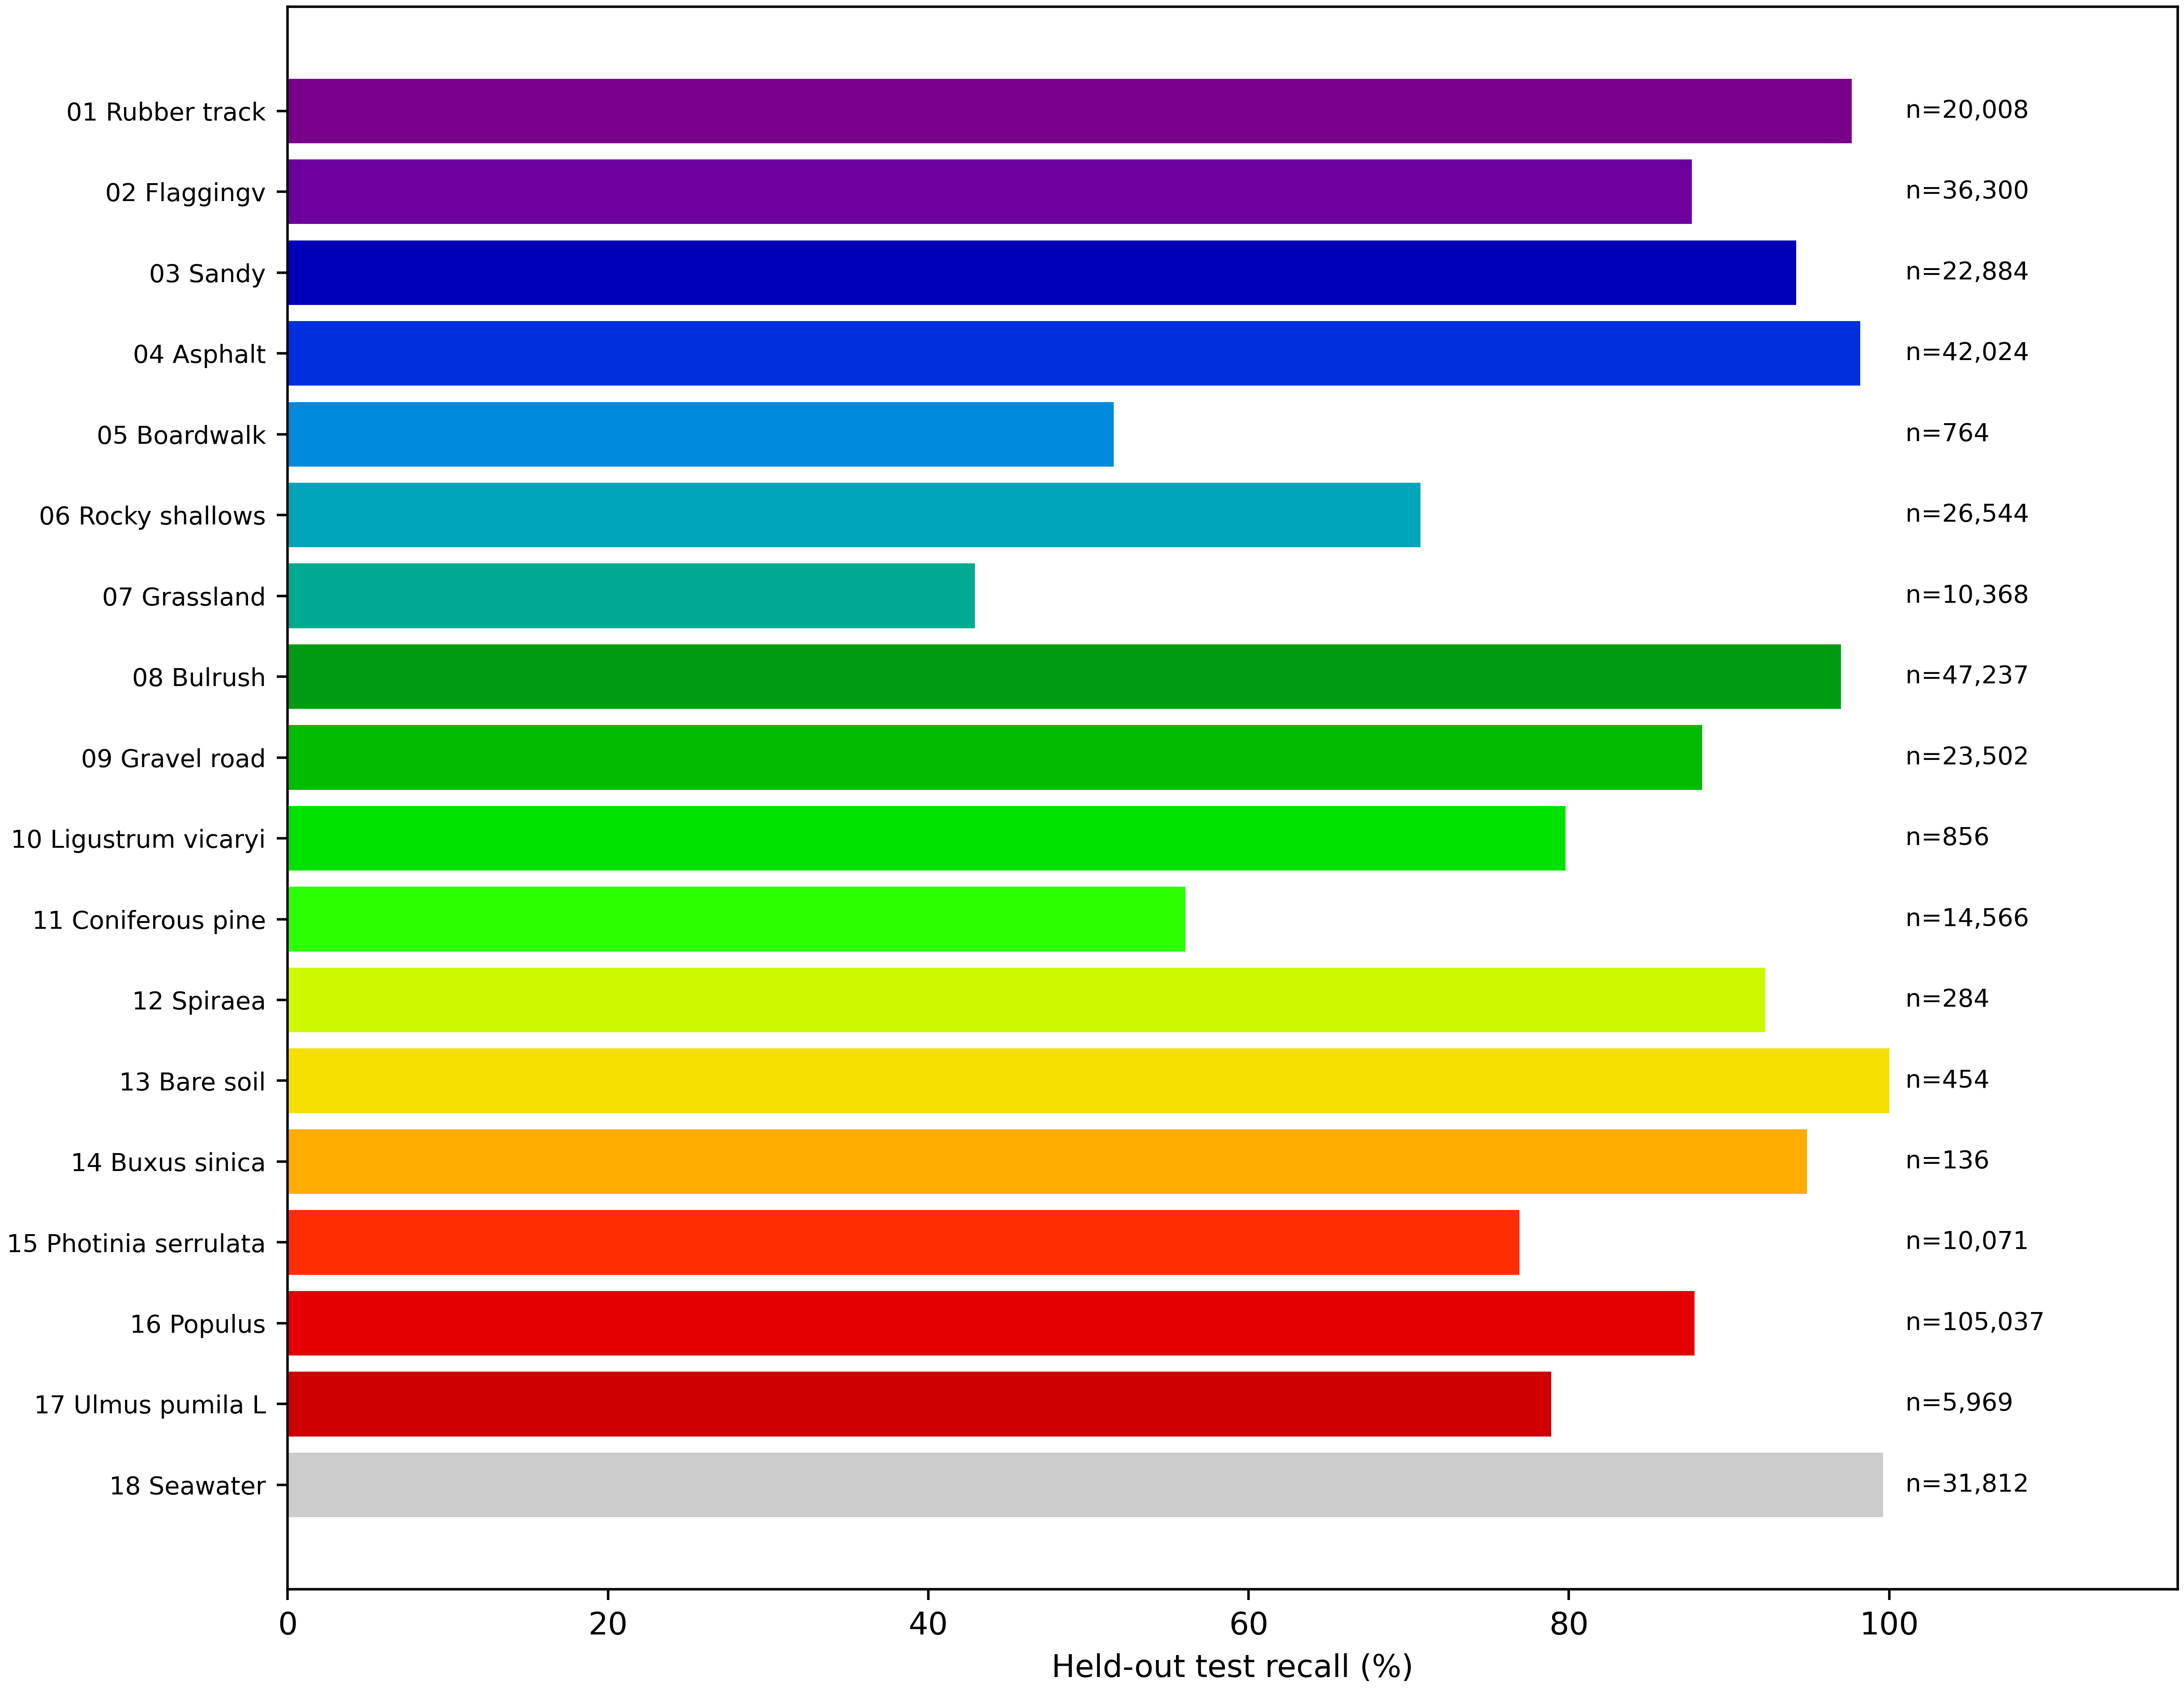 01 Rubber track n=20,008
02 Flaggingv n=36,300
03 Sandy n=22,884
04 Asphalt n=42,024
05 Boardwalk n=764
06 Rocky shallows n=26,544
07 Grassland n=10,368
08 Bulrush n=47,237
09 Gravel road n=23,502
10 Ligustrum vicaryi n=856
11 Coniferous pine n=14,566
12 Spiraea n=284
13 Bare soil n=454
14 Buxus sinica n=136
15 Photinia serrulata n=10,071
16 Populus n=105,037
17 Ulmus pumila L n=5,969
18 Seawater n=31,812
0 20 40 60 80 100
Held-out test recall (%)